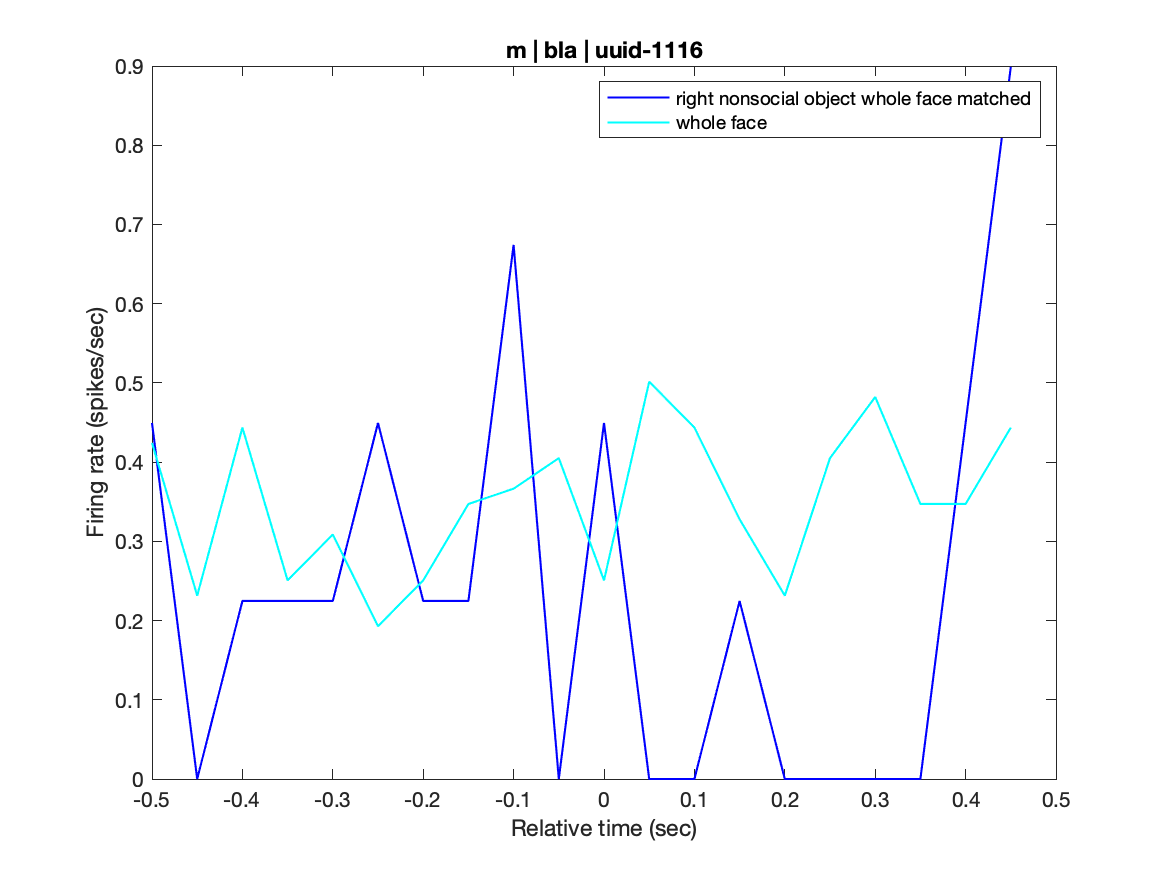 m | bla | uuid-1116
right nonsocial object whole face matched
whole face
Firing rate (spikes/sec)
0.9
0.8
0.7
0.6
0.5
0.4
0.3
0.2
0.1
0
-0.5 -0.4 -0.3 -0.2 -0.1 0 0.1 0.2 0.3 0.4 0.5
Relative time (sec)